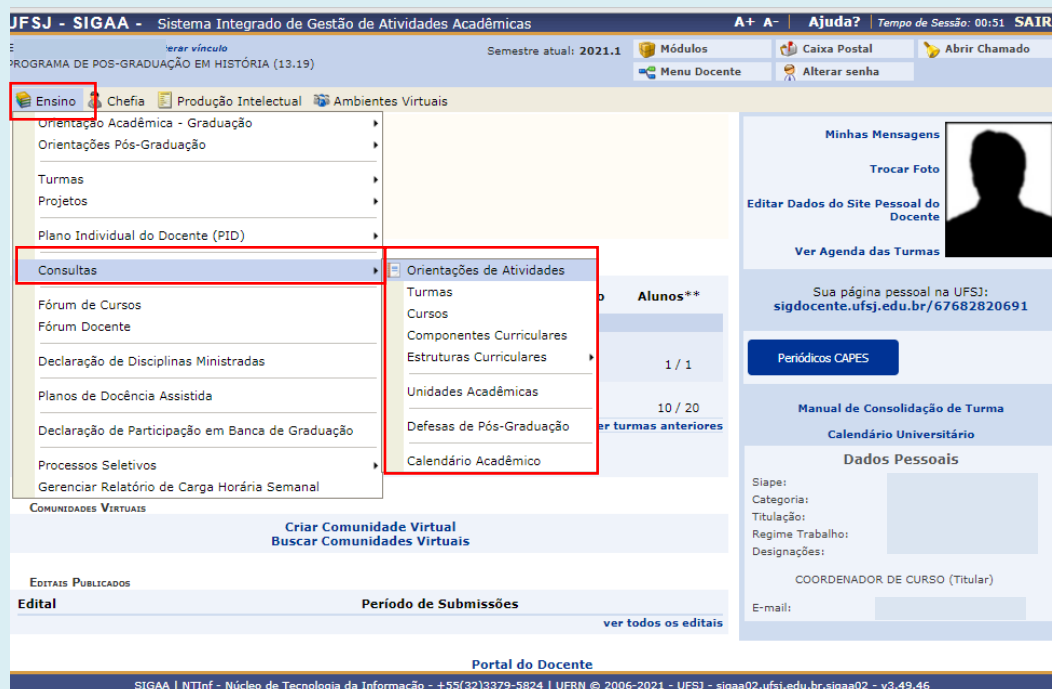 UFSJ - SIGAA - Sistema Integrado de Gestão de Atividades Acadêmicas A+ A- | Ajuda? | Tempo de Sessão: 00:51 SAIR
vínculo Semestre atual: 2021.1 Módulos Caixa Postal Abrir Chamado
PROGRAMA DE POS-GRADUAÇÃO EM HISTÓRIA (13.19)
Menu Docente Alterar senha
Ensino Chefia Produção Intelectual Ambientes Virtuais
Orientação Acadêmica - Graduação
Orientações Pós-Graduação
Turmas
Projetos
Plano Individual do Docente (PID)
Consultas
Fórum de Cursos
Fórum Docente
Declaração de Disciplinas Ministradas
Planos de Docência Assistida
Declaração de Participação em Banca de Graduação
Processos Seletivos
Gerenciar Relatório de Carga Horária Semanal
Orientações de Atividades
Turmas
Cursos
Componentes Curriculares
Estruturas Curriculares
Unidades Acadêmicas
Defesas de Pós-Graduação
Calendário Acadêmico
o Alunos**
1 / 1
10 / 20
er turmas anteriores
Comunidades Virtuais
Criar Comunidade Virtual
Buscar Comunidades Virtuais
Editais Publicados
Edital Período de Submissões
ver todos os editais
Minhas Mensagens
Trocar Foto
Editar Dados do Site Pessoal do
Docente
Ver Agenda das Turmas
Sua página pessoal na UFSJ:
sigdocente.ufsj.edu.br/67682820691
Periódicos CAPES
Manual de Consolidação de Turma
Calendário Universitário
Dados Pessoais
Siape:
Categoria:
Titulação:
Regime Trabalho:
Designações:
COORDENADOR DE CURSO (Titular)
E-mail:
Portal do Docente
SIGAA | NTInf - Núcleo de Tecnologia da Informação - +55(32)3379-5824 | UFRN © 2006-2021 - UFSJ - sigaa02.ufsj.edu.br.sigaa02 - v3.49.46